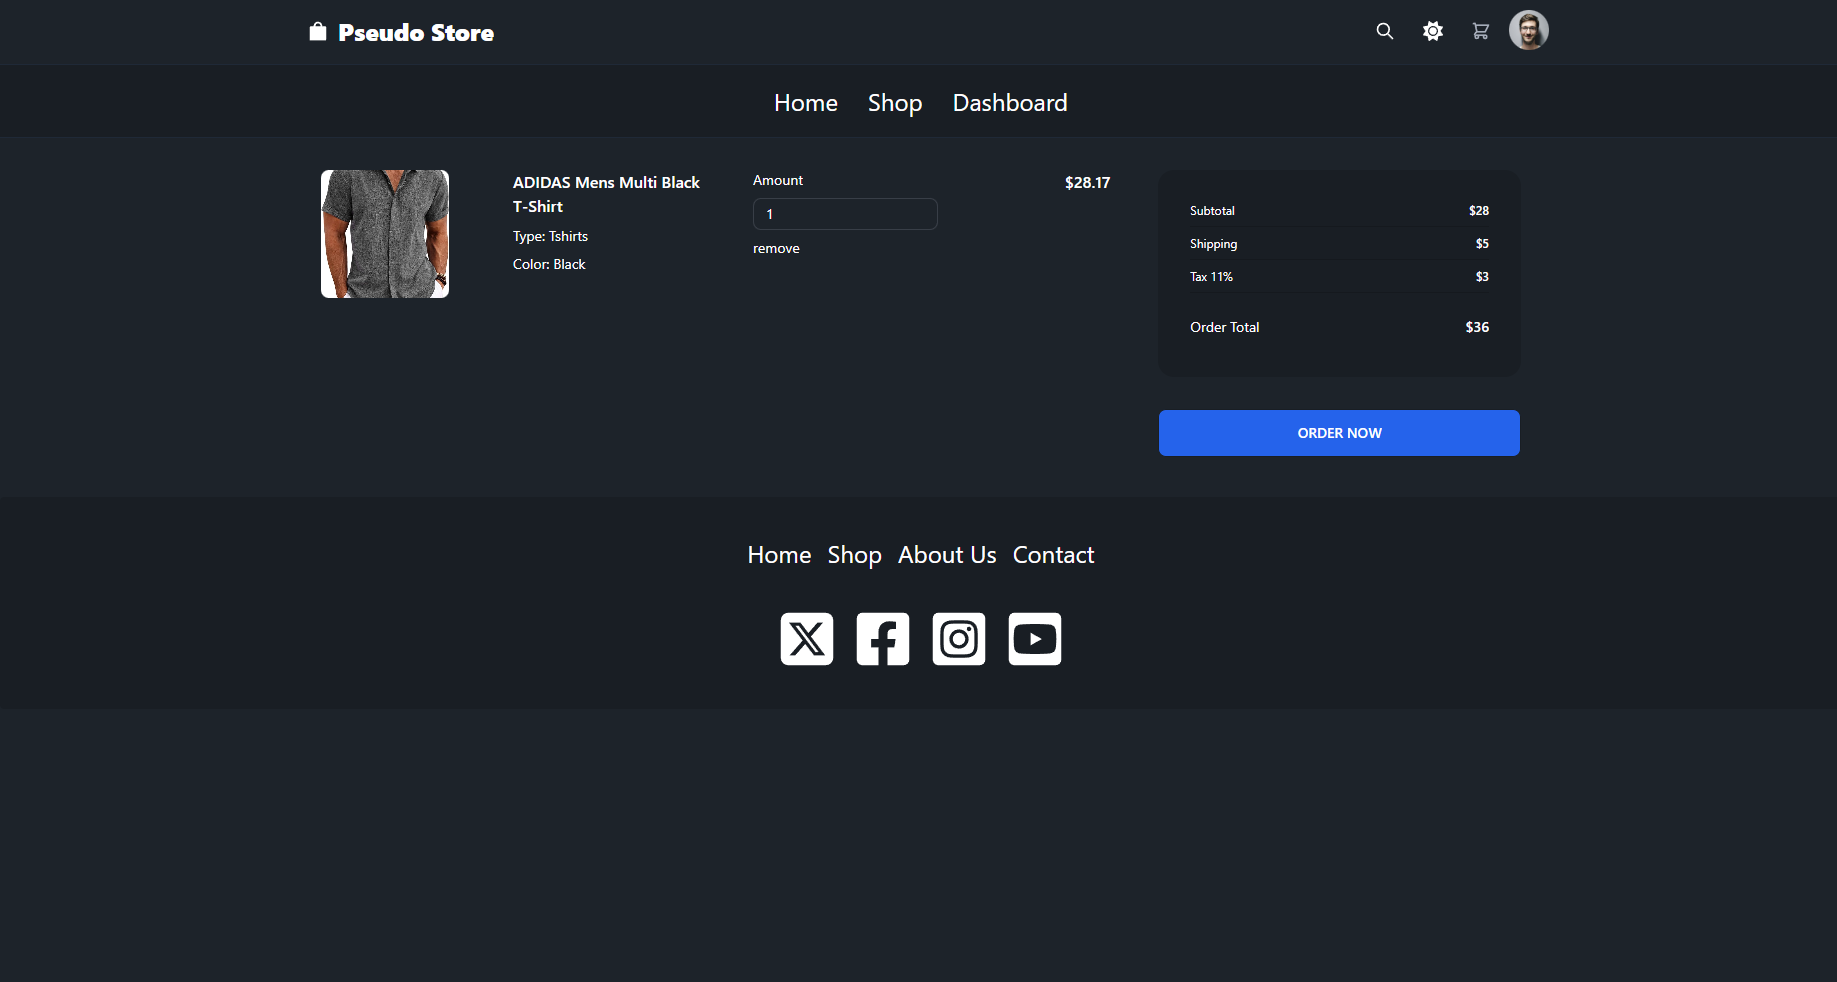 Pseudo Store
Home Shop Dashboard
ADIDAS Mens Multi Black
T-Shirt
Type: Tshirts
Color: Black
Amount
1
remove
$28.17
Subtotal $28
Shipping $5
Tax 11% $3
Order Total $36
ORDER NOW
Home Shop About Us Contact